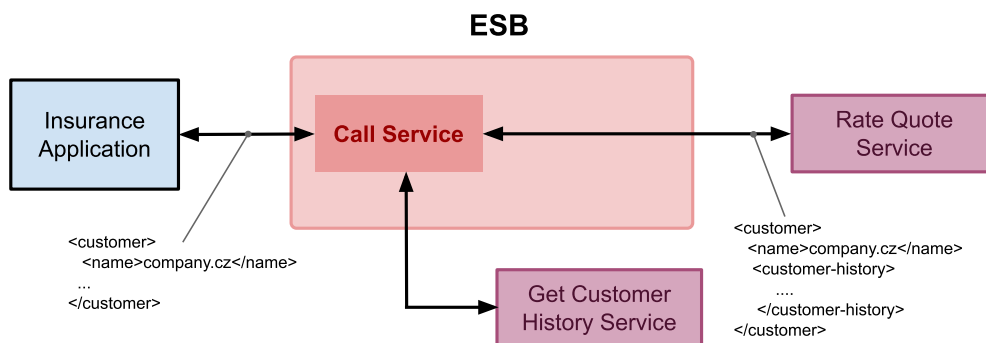 ESB
Insurance
Application
Call Service
Rate Quote
Service
<customer>
<name>company.cz</name>
...
</customer>
Get Customer
History Service
<customer>
<name>company.cz</name>
<customer-history>
....
</customer-history>
</customer>